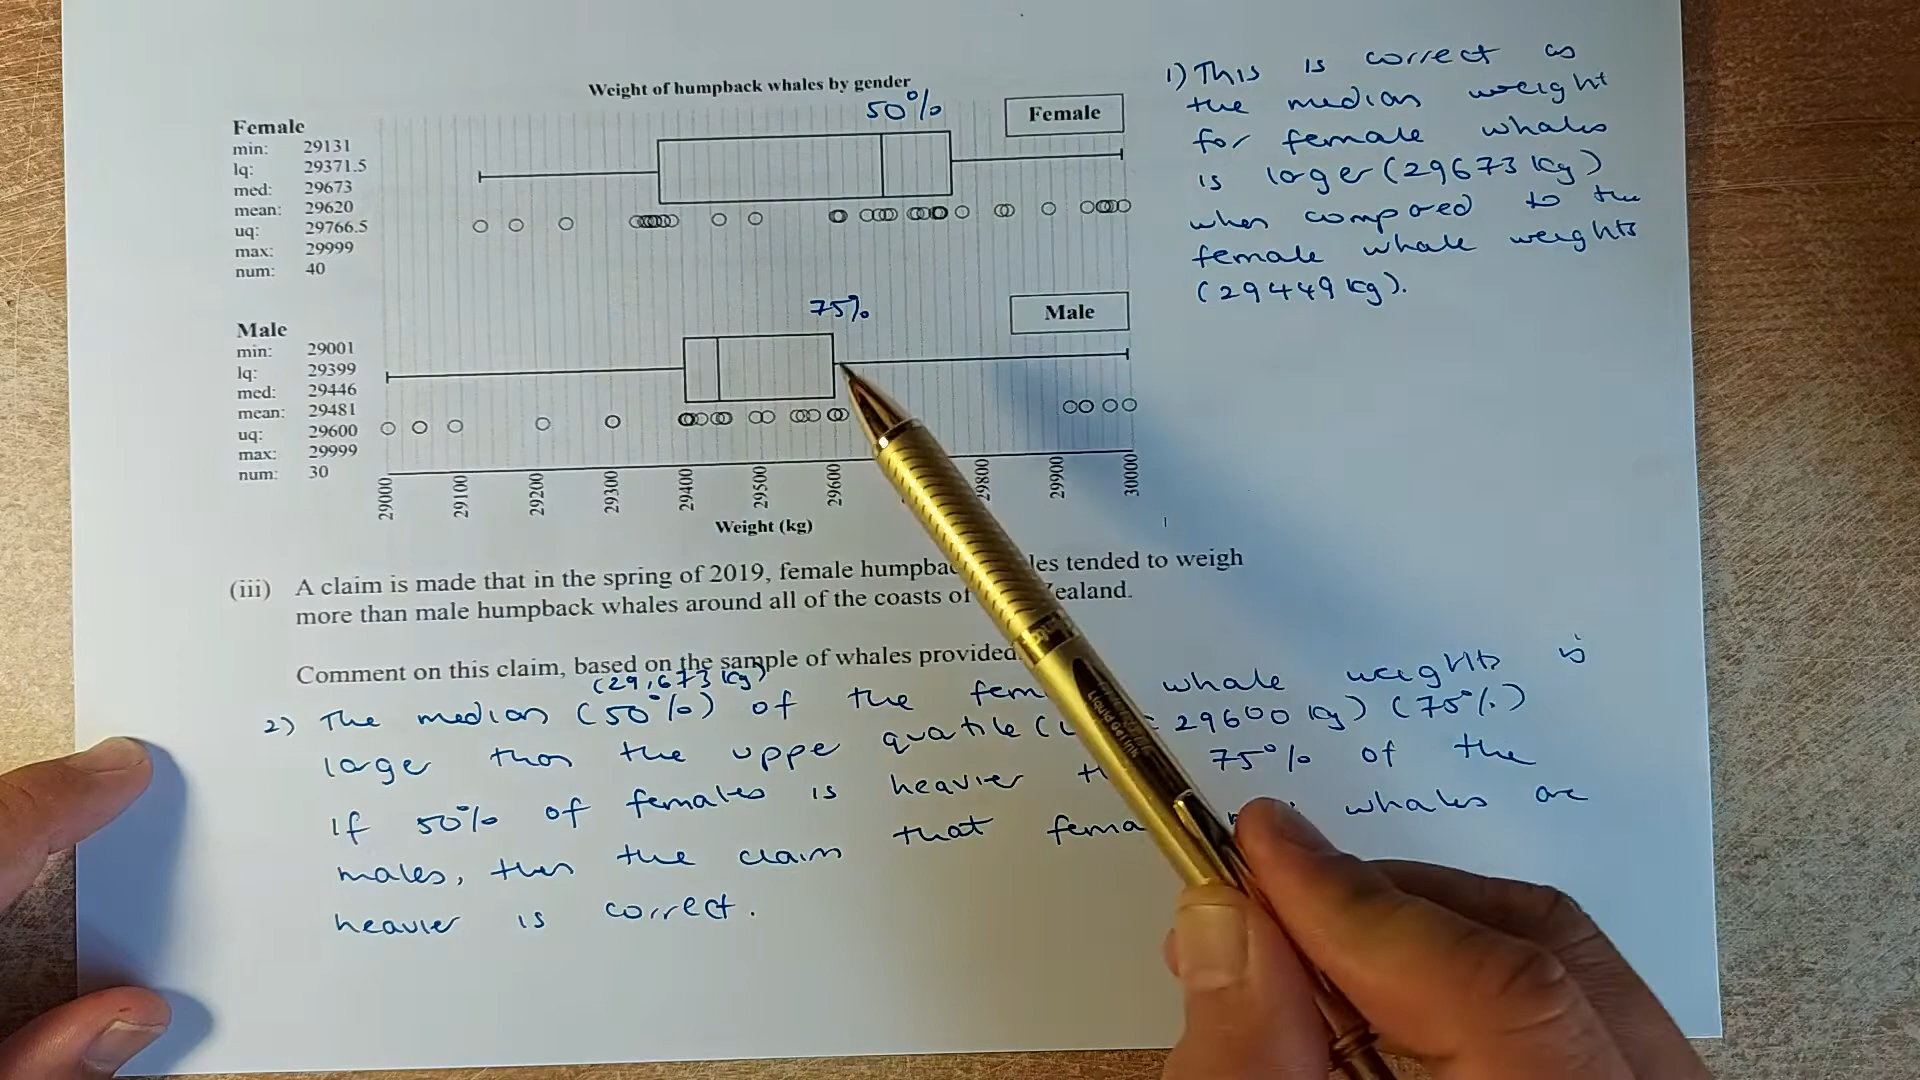 Weight of humpback whales by gender
50%
Female
Female
min: 29131
lq: 29371.5
med: 29673
mean: 29620
uq: 29766.5
max: 29999
num: 40
75%
Male
Male
min: 29001
lq: 29399
med: 29446
mean: 29481
uq: 29600
max: 29999
num: 30
29000 29100 29200 29300 29400 29500 29600 29800 29900 30000
Weight (kg)
1) This is correct as
the median weight
for female whales
is larger (29673 kg)
when compared to the
female whale weights
(29449 kg).
(iii) A claim is made that in the spring of 2019, female humpba les tended to weigh
more than male humpback whales around all of the coasts of ealand.
Comment on this claim, based on the sample of whales provided
(29,673 kg)
2) The median (50%) of the fem whale weights is
larger than the uppe quatile ( = 29600 kg) (75%)
If 50% of females is heavier th 75% of the
males, then the claim that fema whales are
heavier is correct.
Liquid Gel Ink